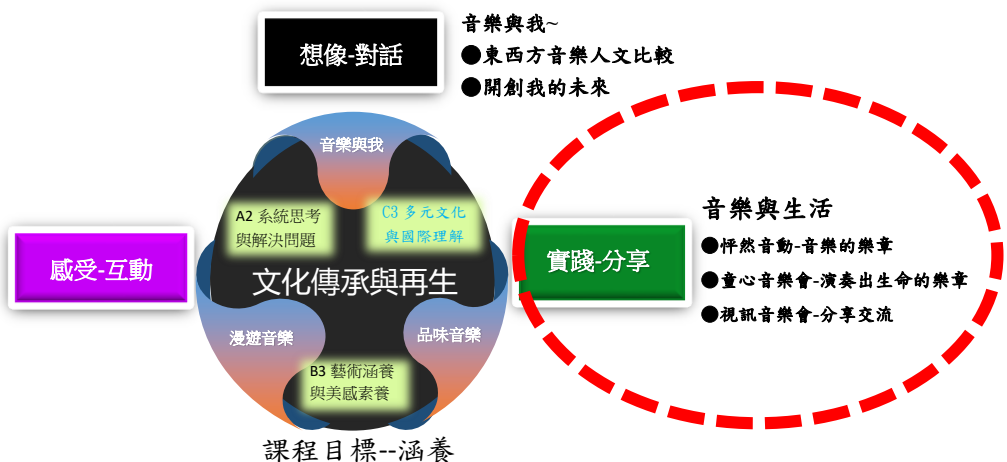 想像-對話
音樂與我~
●東西方音樂人文比較
●開創我的未來
音樂與我
A2 系統思考
與解決問題
C3 多元文化
與國際理解
感受-互動
文化傳承與再生
實踐-分享
音樂與生活
●怦然音動-音樂的樂章
●童心音樂會-演奏出生命的樂章
●視訊音樂會-分享交流
漫遊音樂
品味音樂
B3 藝術涵養
與美感素養
課程目標--涵養